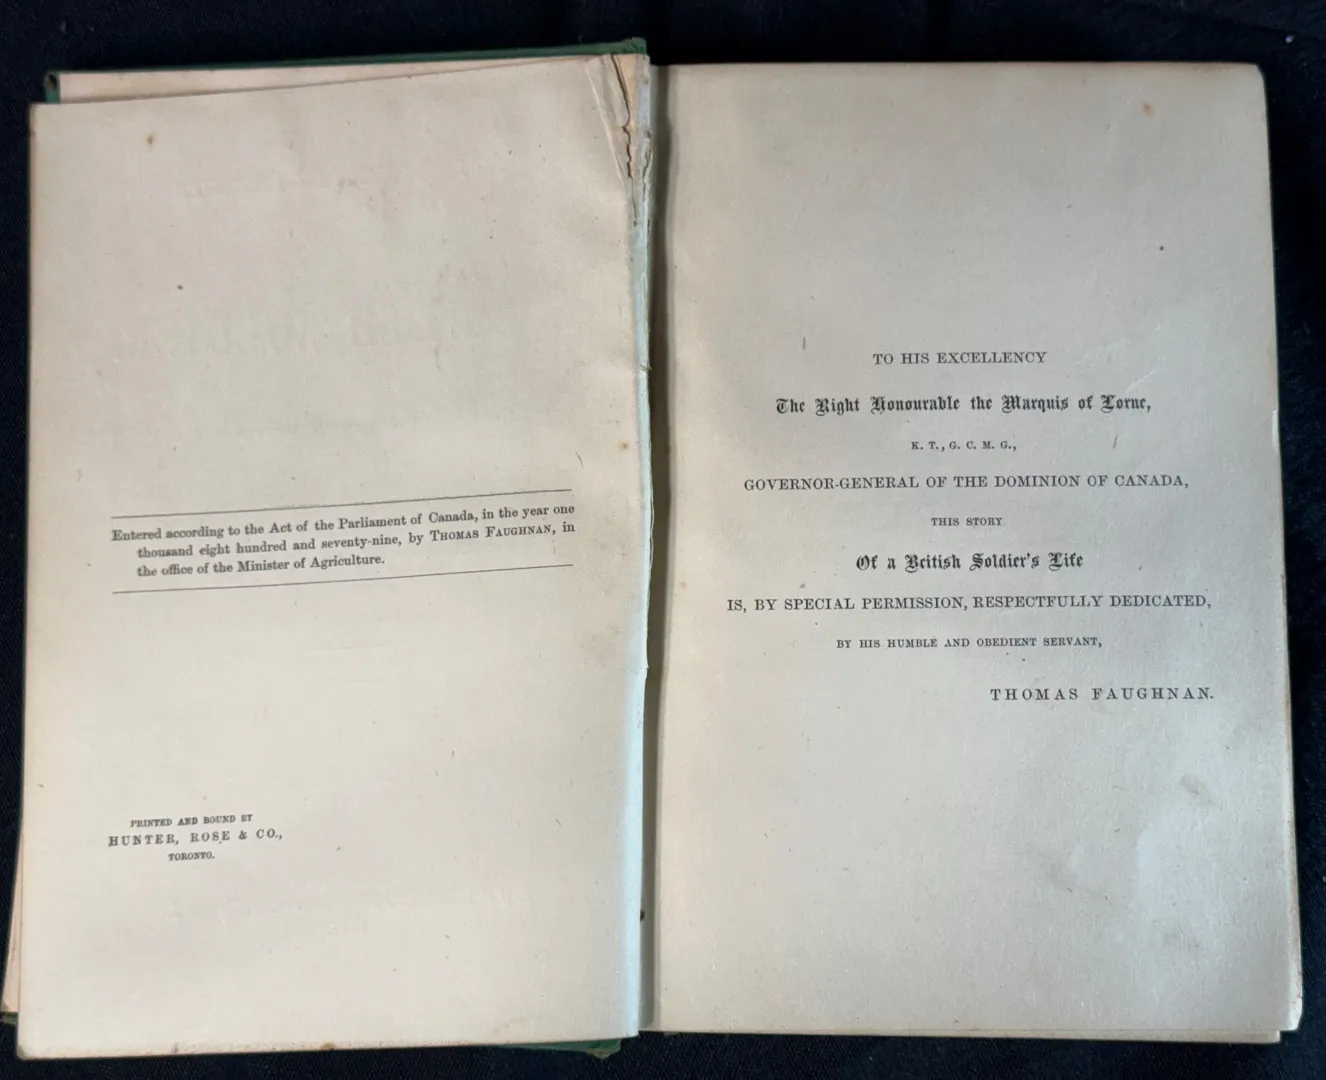 Entered according to the Act of the Parliament of Canada, in the year one
thousand eight hundred and seventy-nine, by THOMAS FAUGHNAN, in
the office of the Minister of Agriculture.
PRINTED AND BOUND BY
HUNTER, ROSE & CO.,
TORONTO.
TO HIS EXCELLENCY
The Right Honourable the Marquis of Lorne,
K. T., G. C. M. G.,
GOVERNOR-GENERAL OF THE DOMINION OF CANADA,
THIS STORY
Of a British Soldier's Life
IS, BY SPECIAL PERMISSION, RESPECTFULLY DEDICATED,
BY HIS HUMBLE AND OBEDIENT SERVANT,
THOMAS FAUGHNAN.